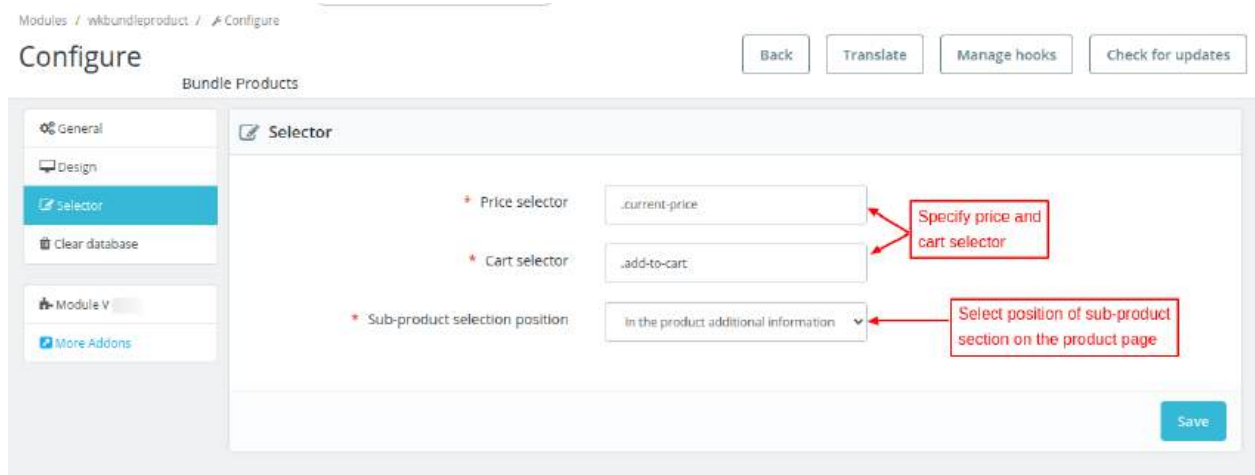 Modules / wkbundleproduct / Configure
Configure
Back Translate Manage hooks Check for updates
Bundle Products
General
Design
Selector
Clear database
Module V
More Addons
Selector
* Price selector .current-price
* Cart selector .add-to-cart
Specify price and
cart selector
* Sub-product selection position In the product additional information
Select position of sub-product
section on the product page
Save